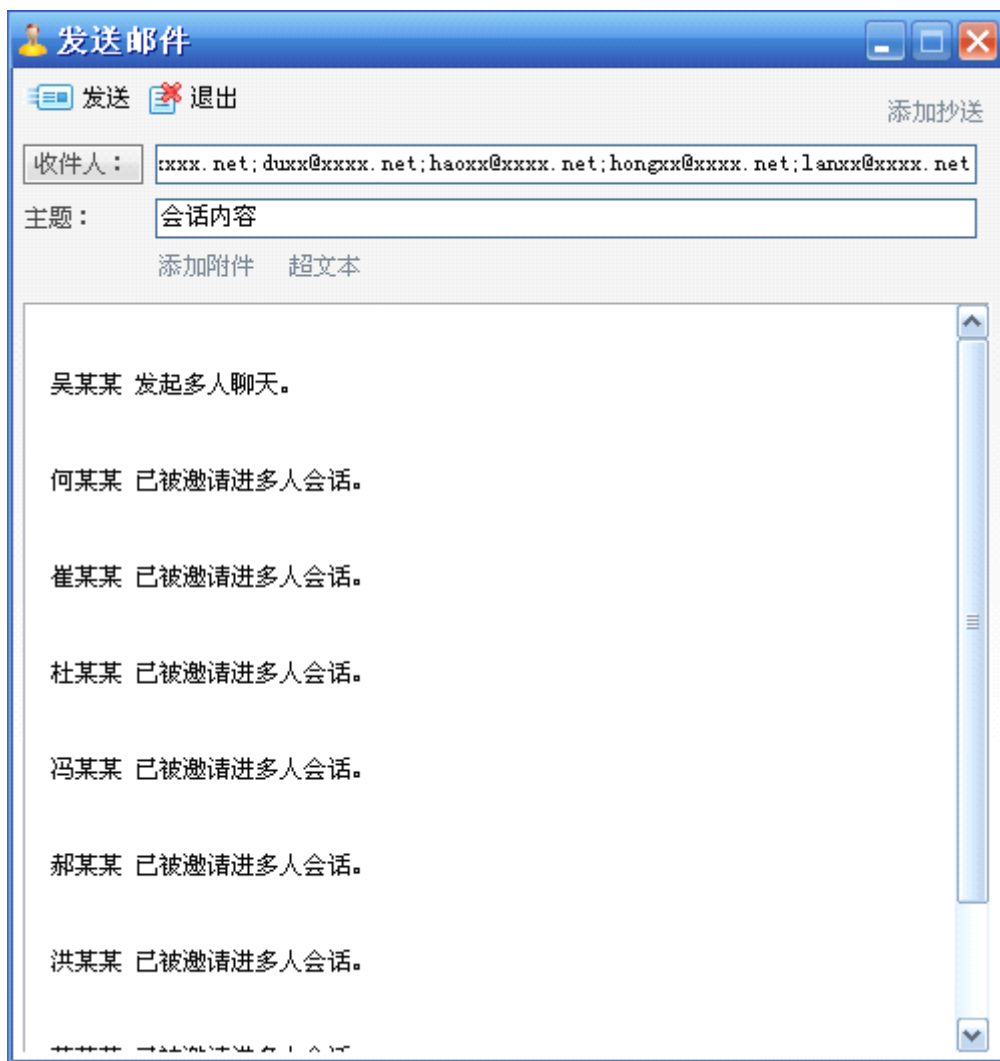 发送邮件
发送 退出
添加抄送
收件人： xxx.net;duxx@xxxx.net;haoxx@xxxx.net;hongxx@xxxx.net;lanxx@xxxx.net
主题： 会话内容
添加附件 超文本
吴某某 发起多人聊天。
何某某 已被邀请进多人会话。
崔某某 已被邀请进多人会话。
杜某某 已被邀请进多人会话。
冯某某 已被邀请进多人会话。
郝某某 已被邀请进多人会话。
洪某某 已被邀请进多人会话。